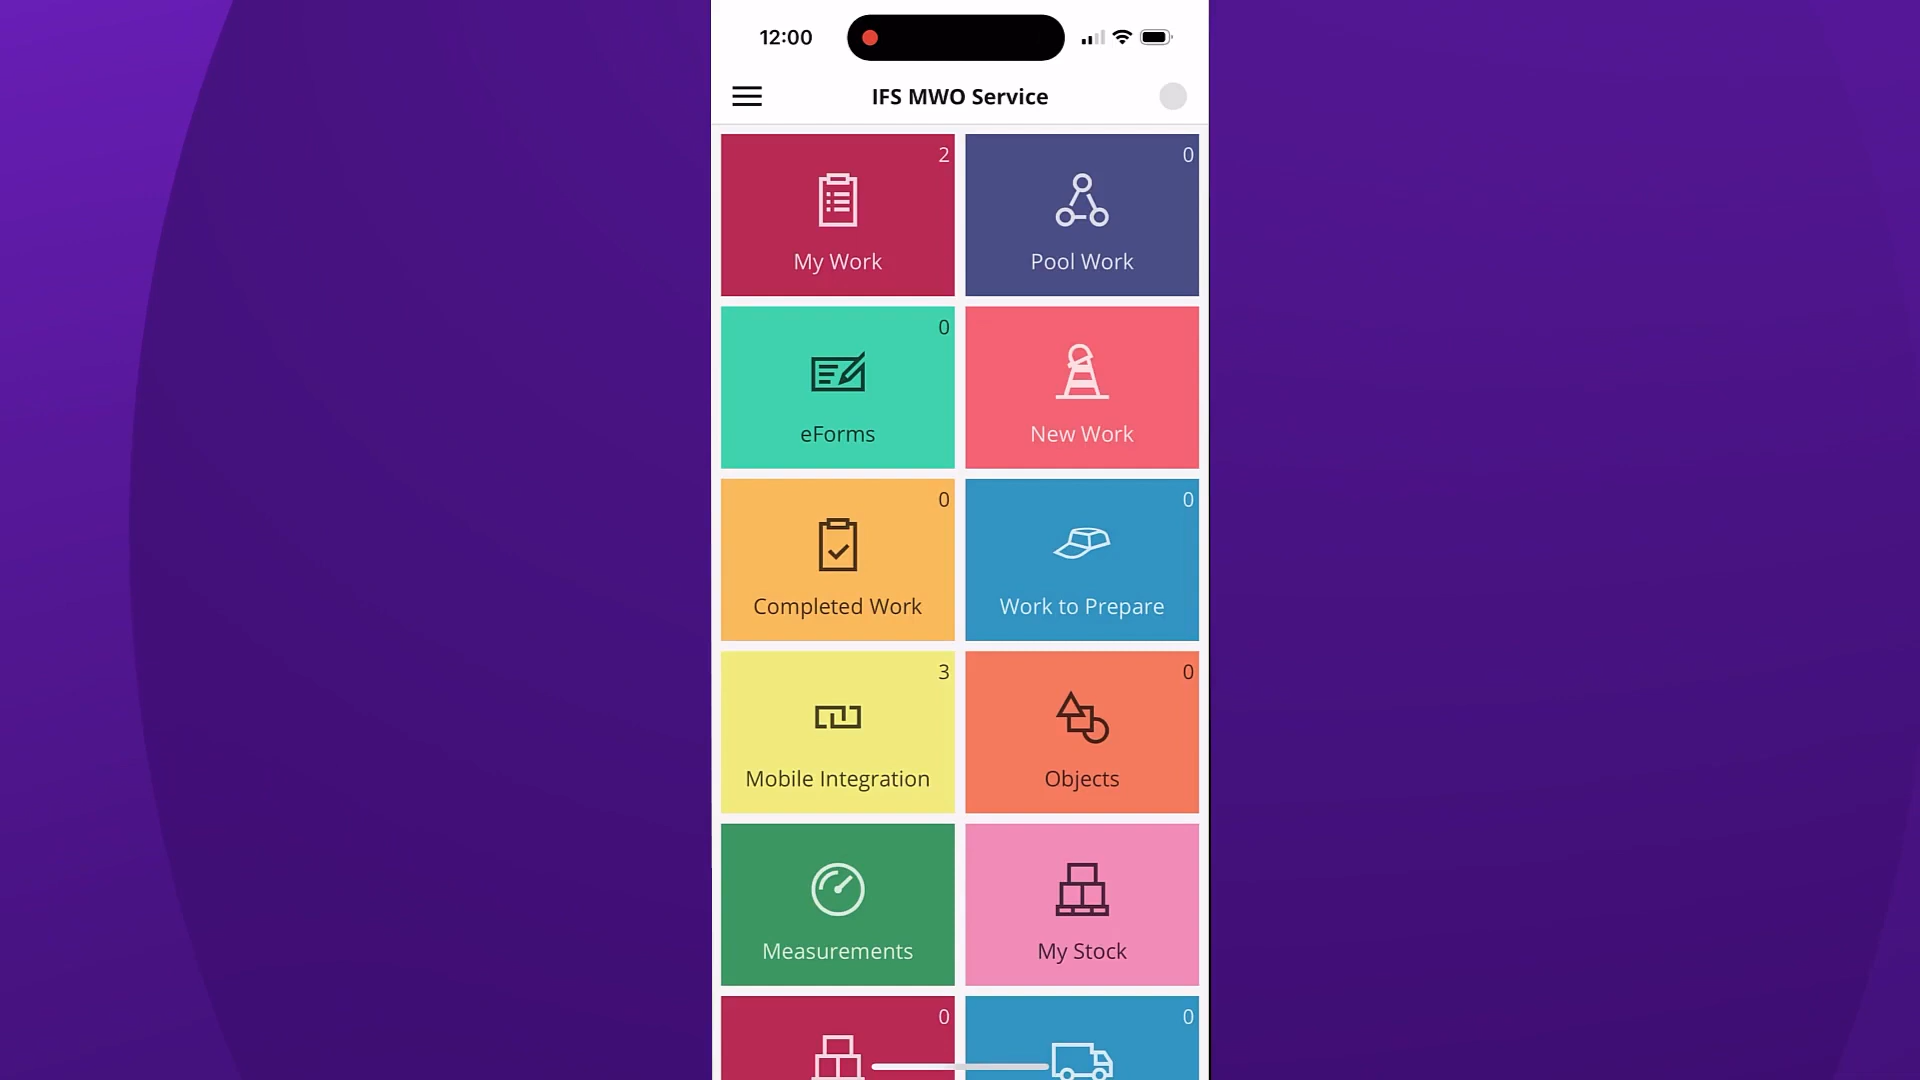 12:00
IFS MWO Service
2
My Work
0
Pool Work
0
eForms
New Work
0
Completed Work
0
Work to Prepare
3
Mobile Integration
0
Objects
Measurements
My Stock
0
0